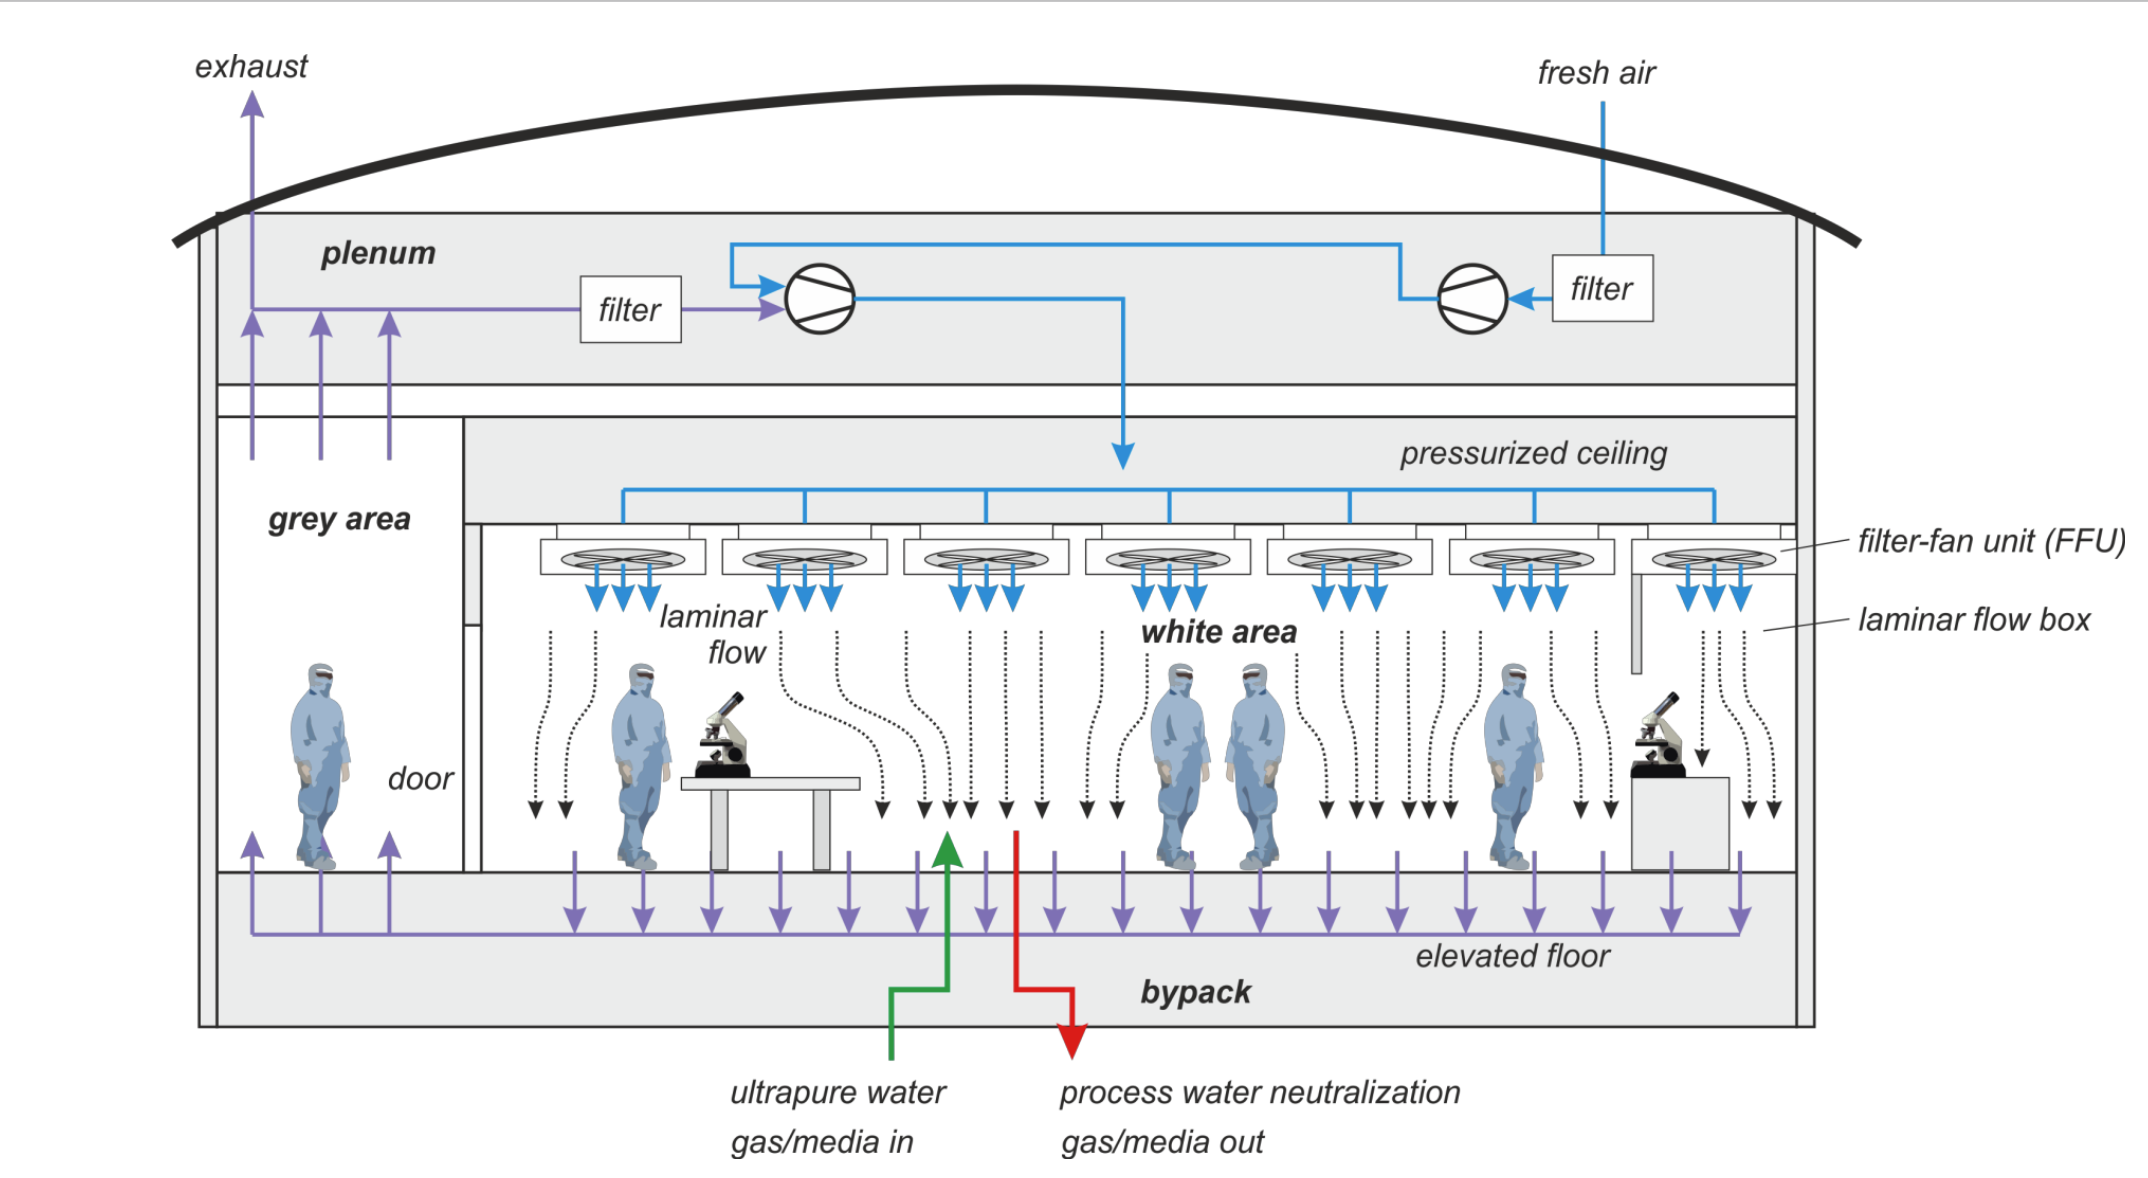 exhaust
fresh air
plenum
filter
filter
pressurized ceiling
grey area
filter-fan unit (FFU)
laminar
flow
white area
laminar flow box
door
elevated floor
bypack
ultrapure water
gas/media in
process water neutralization
gas/media out